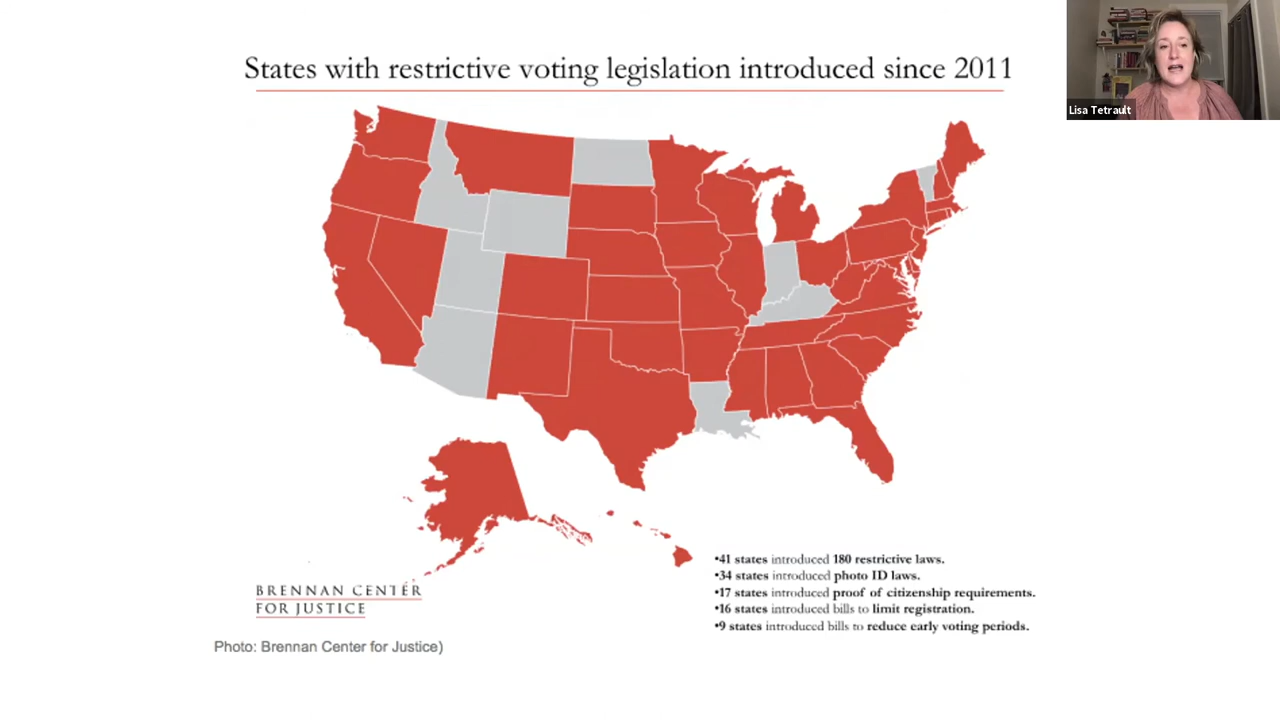 States with restrictive voting legislation introduced since 2011
Lisa Tetrault
•41 states introduced 180 restrictive laws.
•34 states introduced photo ID laws.
•17 states introduced proof of citizenship requirements.
•16 states introduced bills to limit registration.
•9 states introduced bills to reduce early voting periods.
BRENNAN CENTER
FOR JUSTICE
Photo: Brennan Center for Justice)